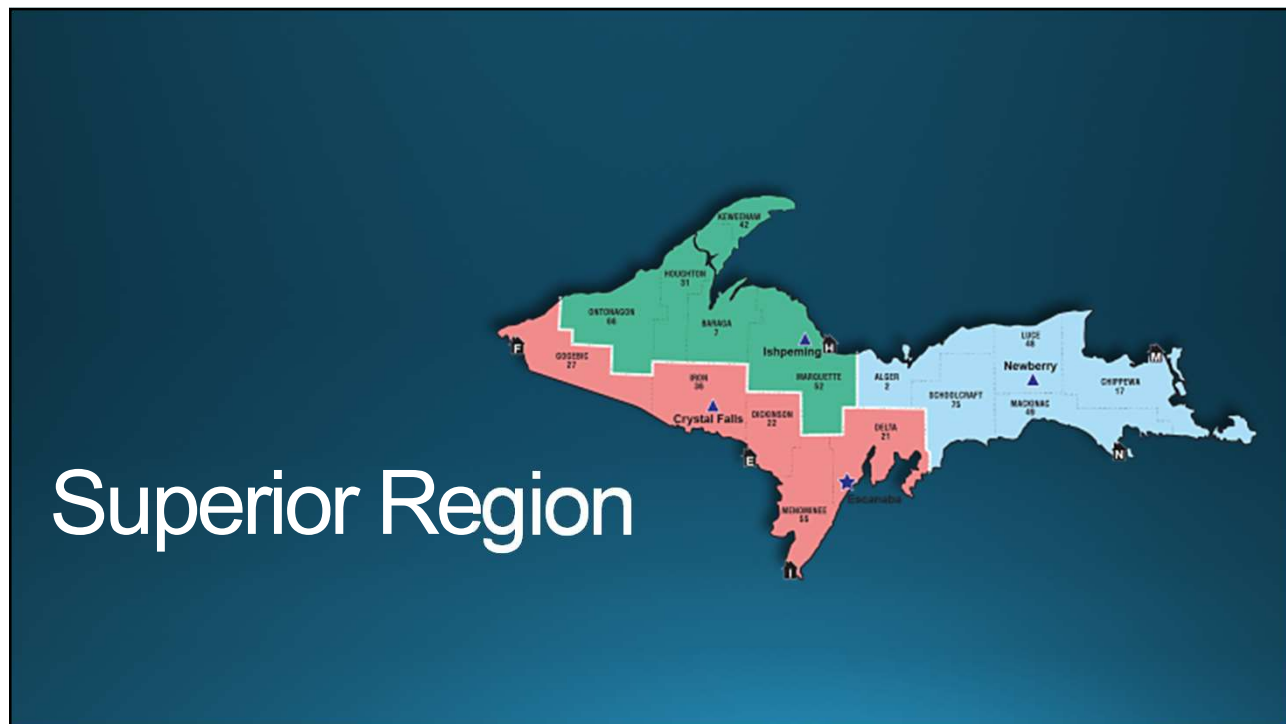 KEWEENAW
42
HOUGHTON
31
ONTONAGON
66
BARAGA
7
LUCE
48
F
GOGEBIC
27
Ishpeming
H
M
Newberry
IRON
36
MARQUETTE
52
ALGER
2
CHIPPEWA
17
SCHOOLCRAFT
75
MACKINAC
49
Crystal Falls
DICKINSON
22
DELTA
21
E
N
Superior Region
Escanaba
MENOMINEE
55
I